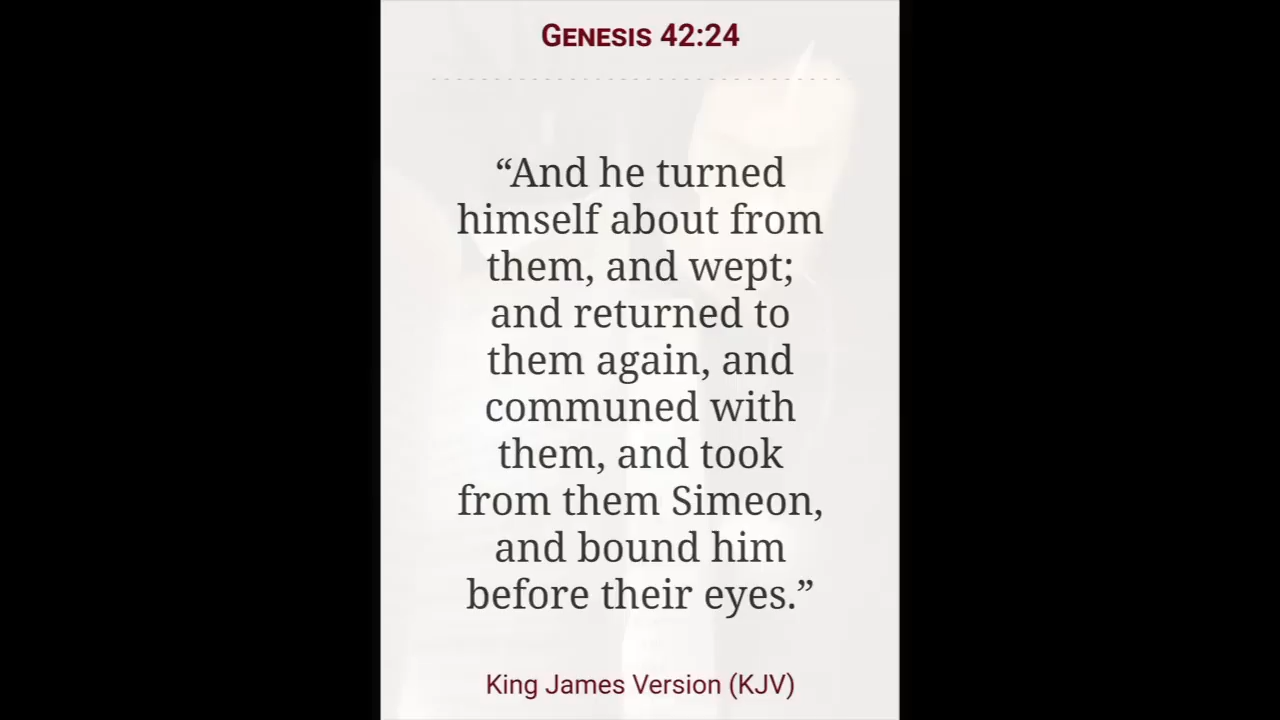 Genesis 42:24
“And he turned
himself about from
them, and wept;
and returned to
them again, and
communed with
them, and took
from them Simeon,
and bound him
before their eyes.”
King James Version (KJV)